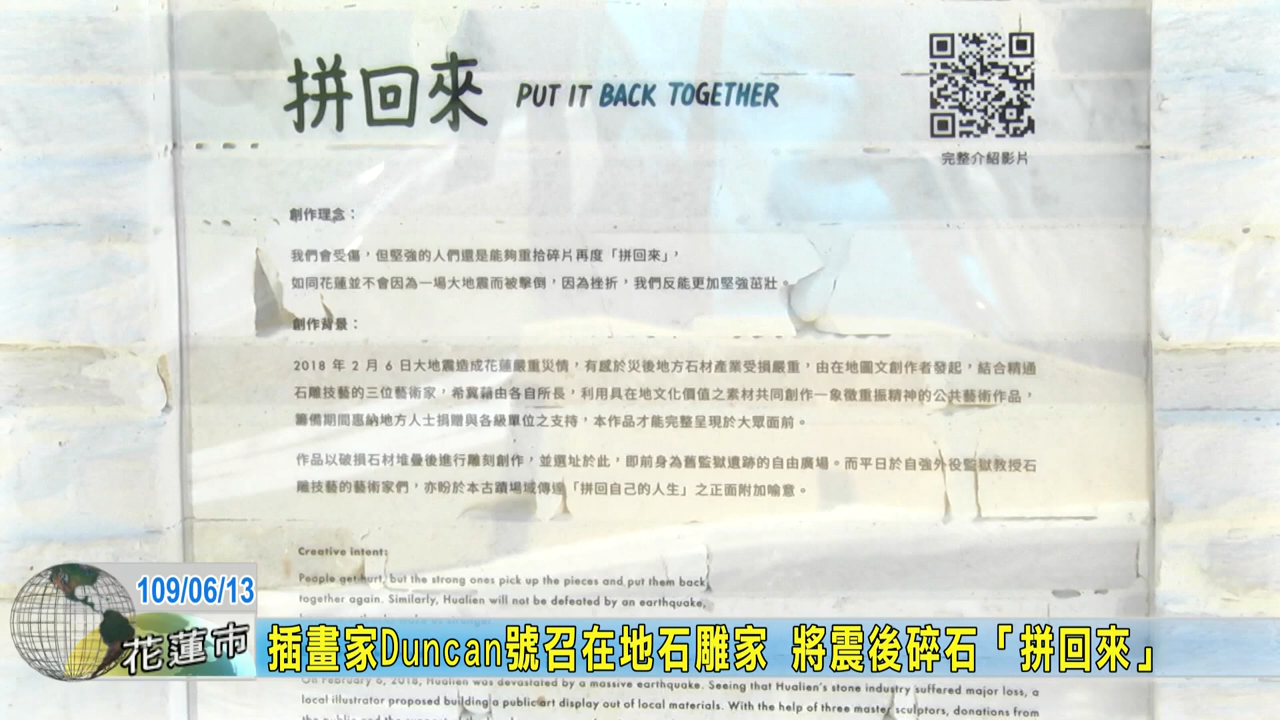 拼回來 PUT IT BACK TOGETHER
完整介紹影片
創作理念：
我們會受傷，但堅強的人們還是能夠重拾碎片再度「拼回來」，
如同花蓮並不會因為一場大地震而被擊倒，因為挫折，我們反能更加堅強茁壯。
創作背景：
2018 年 2 月 6 日大地震造成花蓮嚴重災情，有感於災後地方石材產業受損嚴重，由在地圖文創作者發起，結合精通
石雕技藝的三位藝術家，希冀藉由各自所長，利用具在地文化價值之素材共同創作一象徵重振精神的公共藝術作品，
籌備期間惠納地方人士捐贈與各級單位之支持，本作品才能完整呈現於大眾面前。
作品以破損石材堆疊後進行雕刻創作，並選址於此，即前身為舊監獄遺跡的自由廣場。而平日於自強外役監獄教授石
雕技藝的藝術家們，亦盼於本古蹟場域傳達「拼回自己的人生」之正面附加喻意。
Creative intent:
People get hurt, but the strong ones pick up the pieces and put them back
together again. Similarly, Hualien will not be defeated by an earthquake,
109/06/13
花蓮市
插畫家Duncan號召在地石雕家 將震後碎石「拼回來」
On February 6, 2018, Hualien was devastated by a massive earthquake. Seeing that Hualien's stone industry suffered major loss, a
local illustrator proposed building a public art display out of local materials. With the help of three master sculptors, donations from